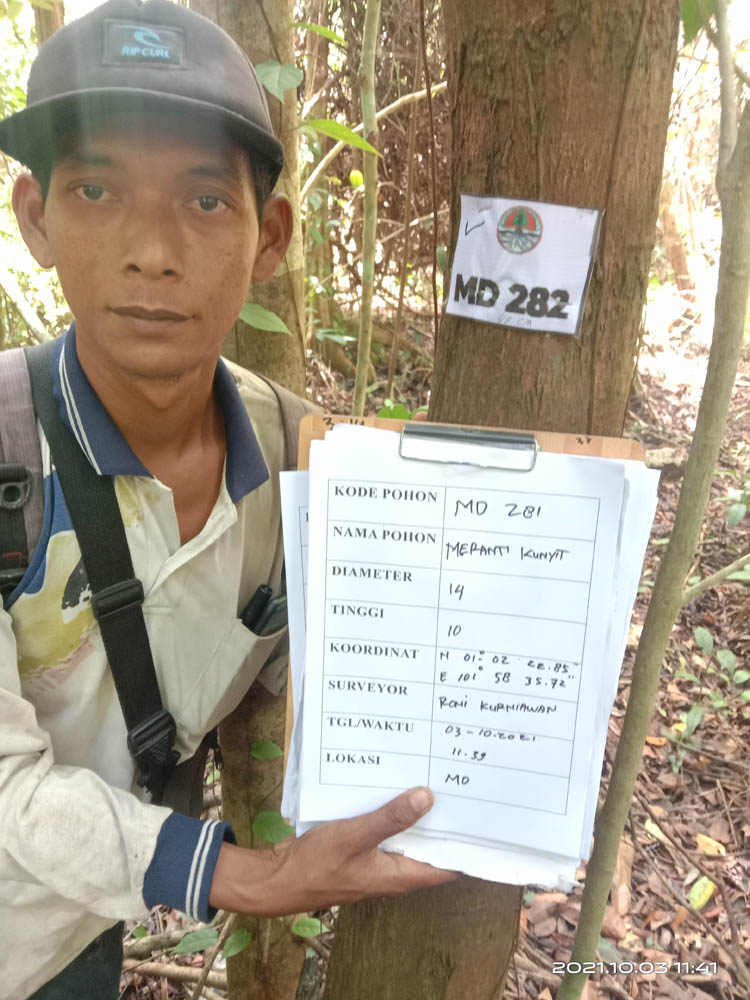 RIP CURL
MD 282
KODE POHON MD 281
NAMA POHON MERANTI KUNYIT
DIAMETER 14
TINGGI 10
KOORDINAT N 01° 02' 22.85"
E 101° 58 35.72"
SURVEYOR RONI KURNIAWAN
TGL/WAKTU 03-10.2021
11.39
LOKASI MD
2021.10.03 11:41